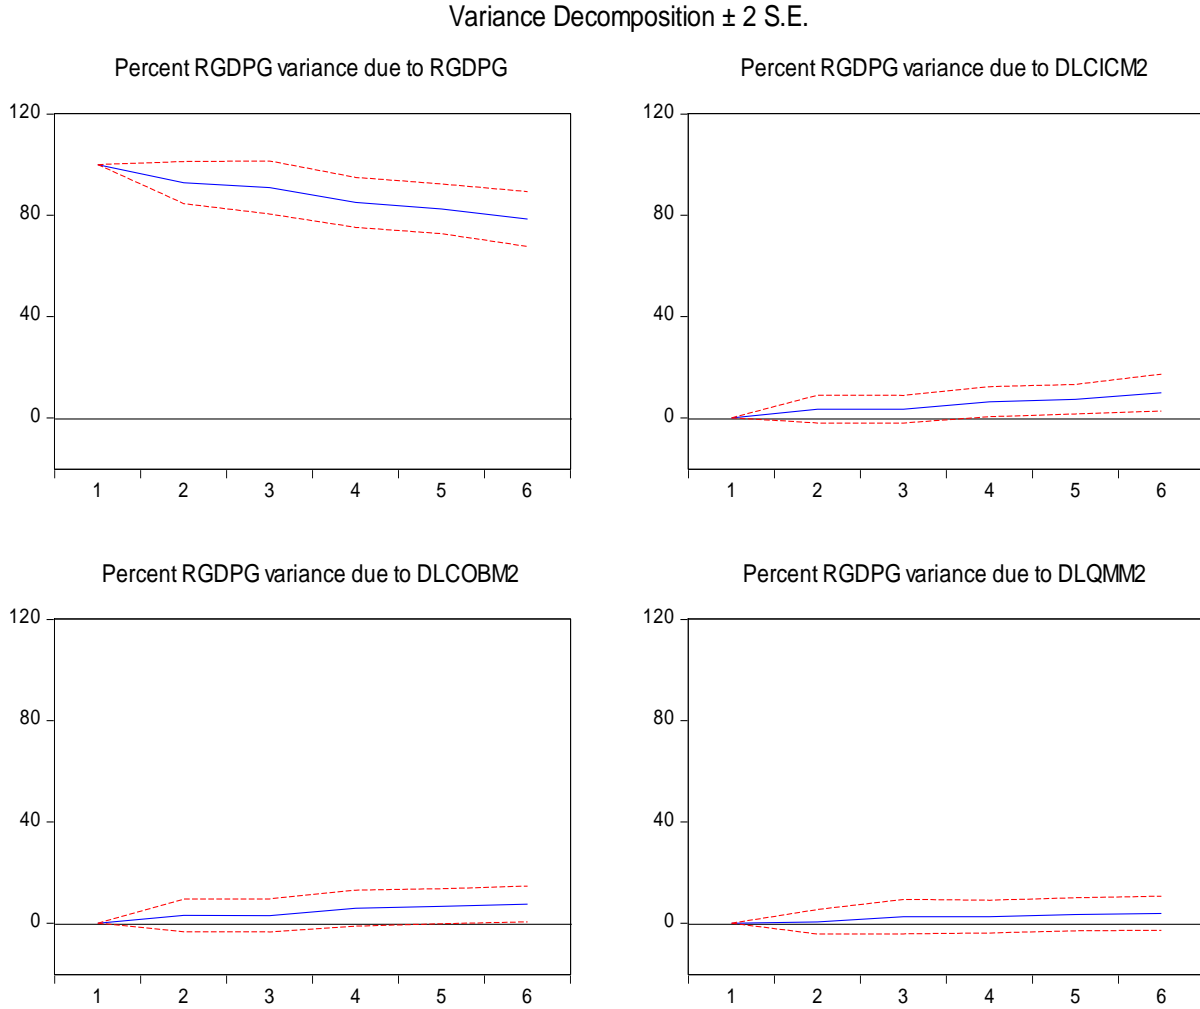 Variance Decomposition ± 2 S.E.
Percent RGDPG variance due to RGDPG
120
80
40
0
1 2 3 4 5 6
Percent RGDPG variance due to DLCICM2
120
80
40
0
1 2 3 4 5 6
Percent RGDPG variance due to DLCOBM2
120
80
40
0
1 2 3 4 5 6
Percent RGDPG variance due to DLQMM2
120
80
40
0
1 2 3 4 5 6